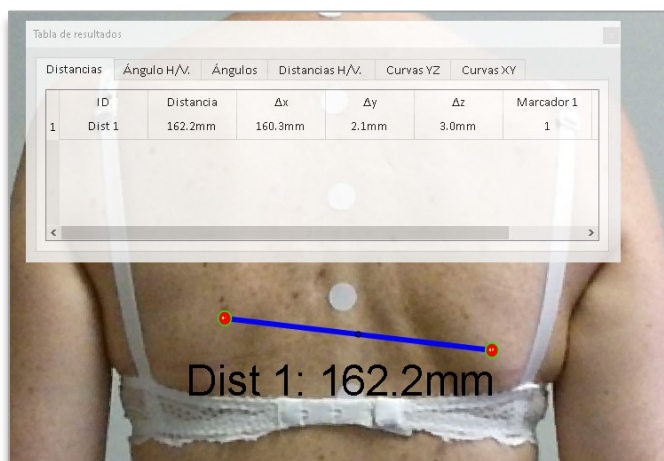 Tabla de resultados
Distancias Ángulo H/V. Ángulos Distancias H/V. Curvas YZ Curvas XY
ID Distancia Δx Δy Δz Marcador 1
1 Dist 1 162.2mm 160.3mm 2.1mm 3.0mm 1
Dist 1: 162.2mm